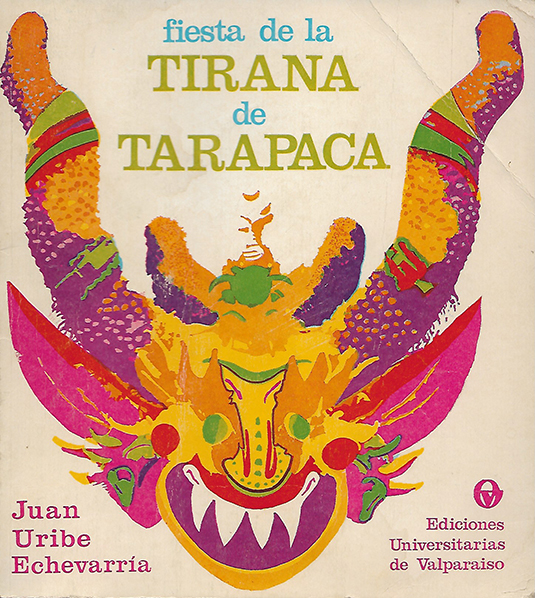 fiesta de la
TIRANA
de
TARAPACA
Juan
Uribe
Echevarría
Ediciones
Universitarias
de Valparaiso